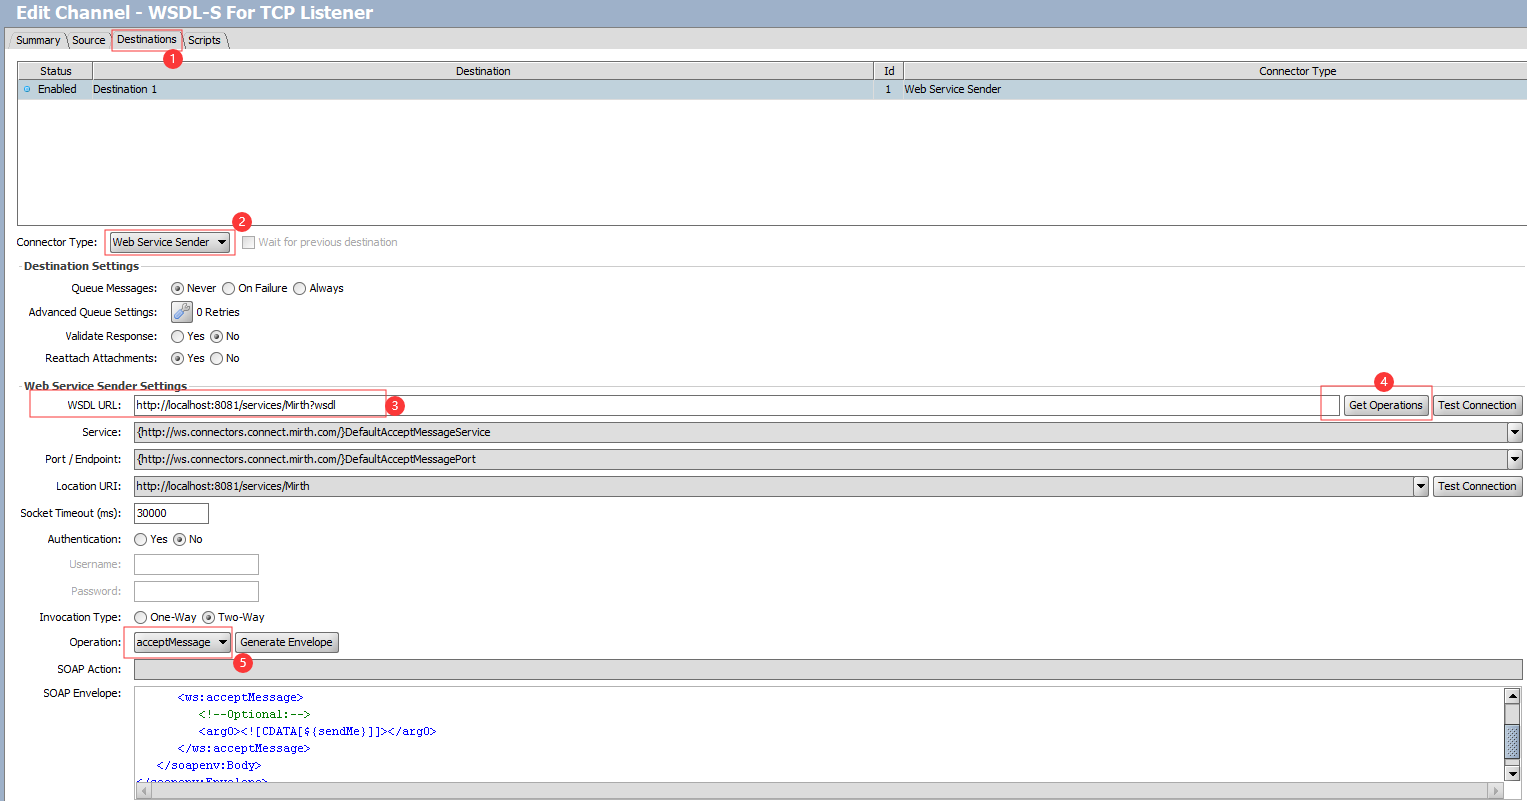 Edit Channel - WSDL-S For TCP Listener
Summary Source Destinations Scripts
1
Status Destination Id Connector Type
Enabled Destination 1 1 Web Service Sender
2
Connector Type: Web Service Sender Wait for previous destination
Destination Settings
Queue Messages: Never On Failure Always
Advanced Queue Settings: 0 Retries
Validate Response: Yes No
Reattach Attachments: Yes No
Web Service Sender Settings
4
WSDL URL: http://localhost:8081/services/Mirth?wsdl 3 Get Operations Test Connection
Service: {http://ws.connectors.connect.mirth.com/}DefaultAcceptMessageService
Port / Endpoint: {http://ws.connectors.connect.mirth.com/}DefaultAcceptMessagePort
Location URI: http://localhost:8081/services/Mirth Test Connection
Socket Timeout (ms): 30000
Authentication: Yes No
Username:
Password:
Invocation Type: One-Way Two-Way
Operation: acceptMessage Generate Envelope
5
SOAP Action:
SOAP Envelope:
<ws:acceptMessage>
<!--Optional:-->
<arg0><![CDATA[${sendMe}]]></arg0>
</ws:acceptMessage>
</soapenv:Body>
</soapenv:Envelope>